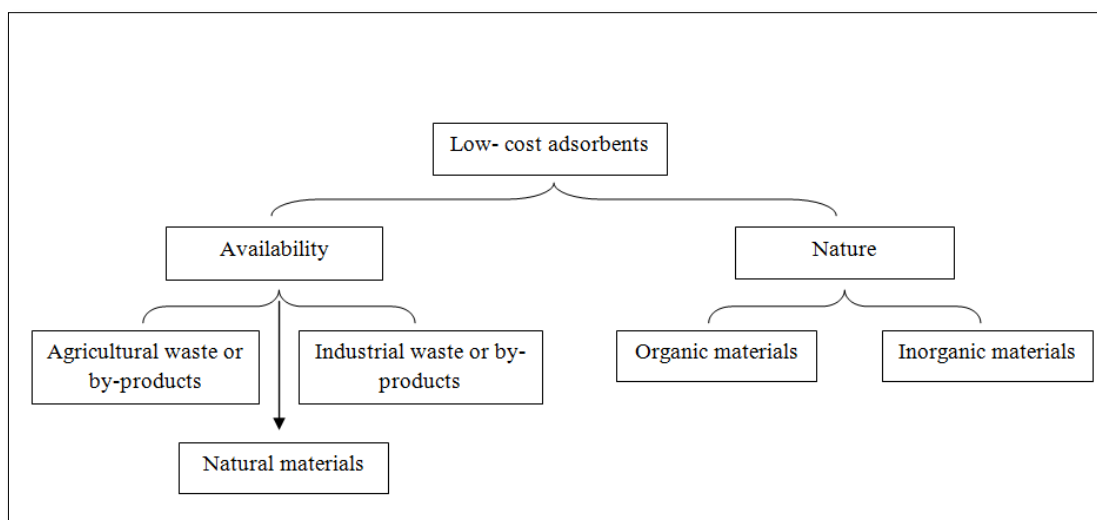 Low- cost adsorbents
Availability
Nature
Agricultural waste or
by-products
Industrial waste or by-
products
Organic materials
Inorganic materials
Natural materials